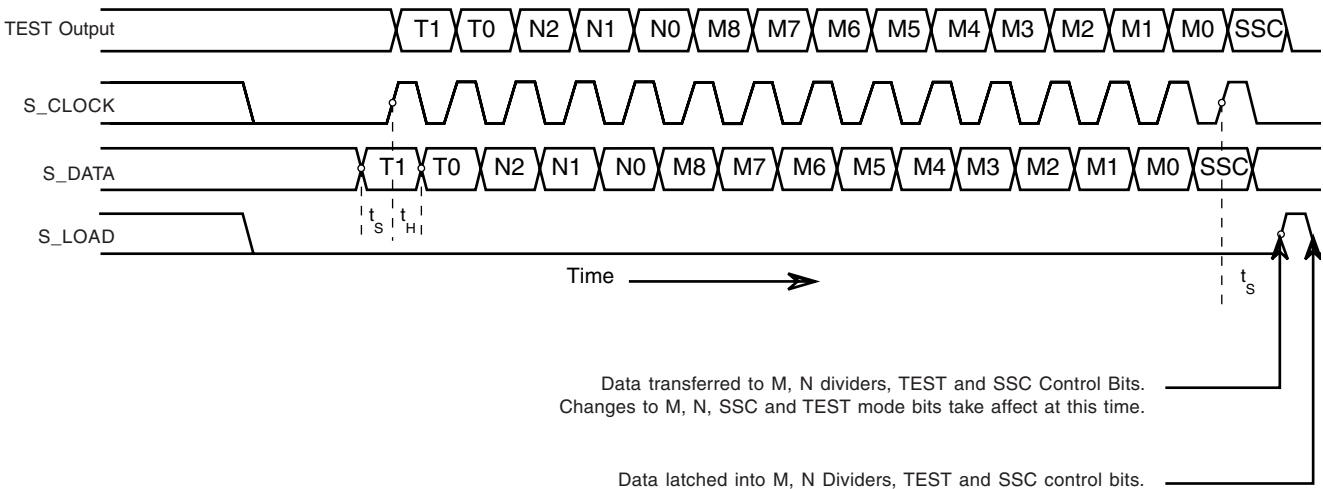 TEST Output T1 T0 N2 N1 N0 M8 M7 M6 M5 M4 M3 M2 M1 M0 SSC
S_CLOCK
S_DATA T1 T0 N2 N1 N0 M8 M7 M6 M5 M4 M3 M2 M1 M0 SSC
tS tH
S_LOAD
Time
tS
Data transferred to M, N dividers, TEST and SSC Control Bits.
Changes to M, N, SSC and TEST mode bits take affect at this time.
Data latched into M, N Dividers, TEST and SSC control bits.